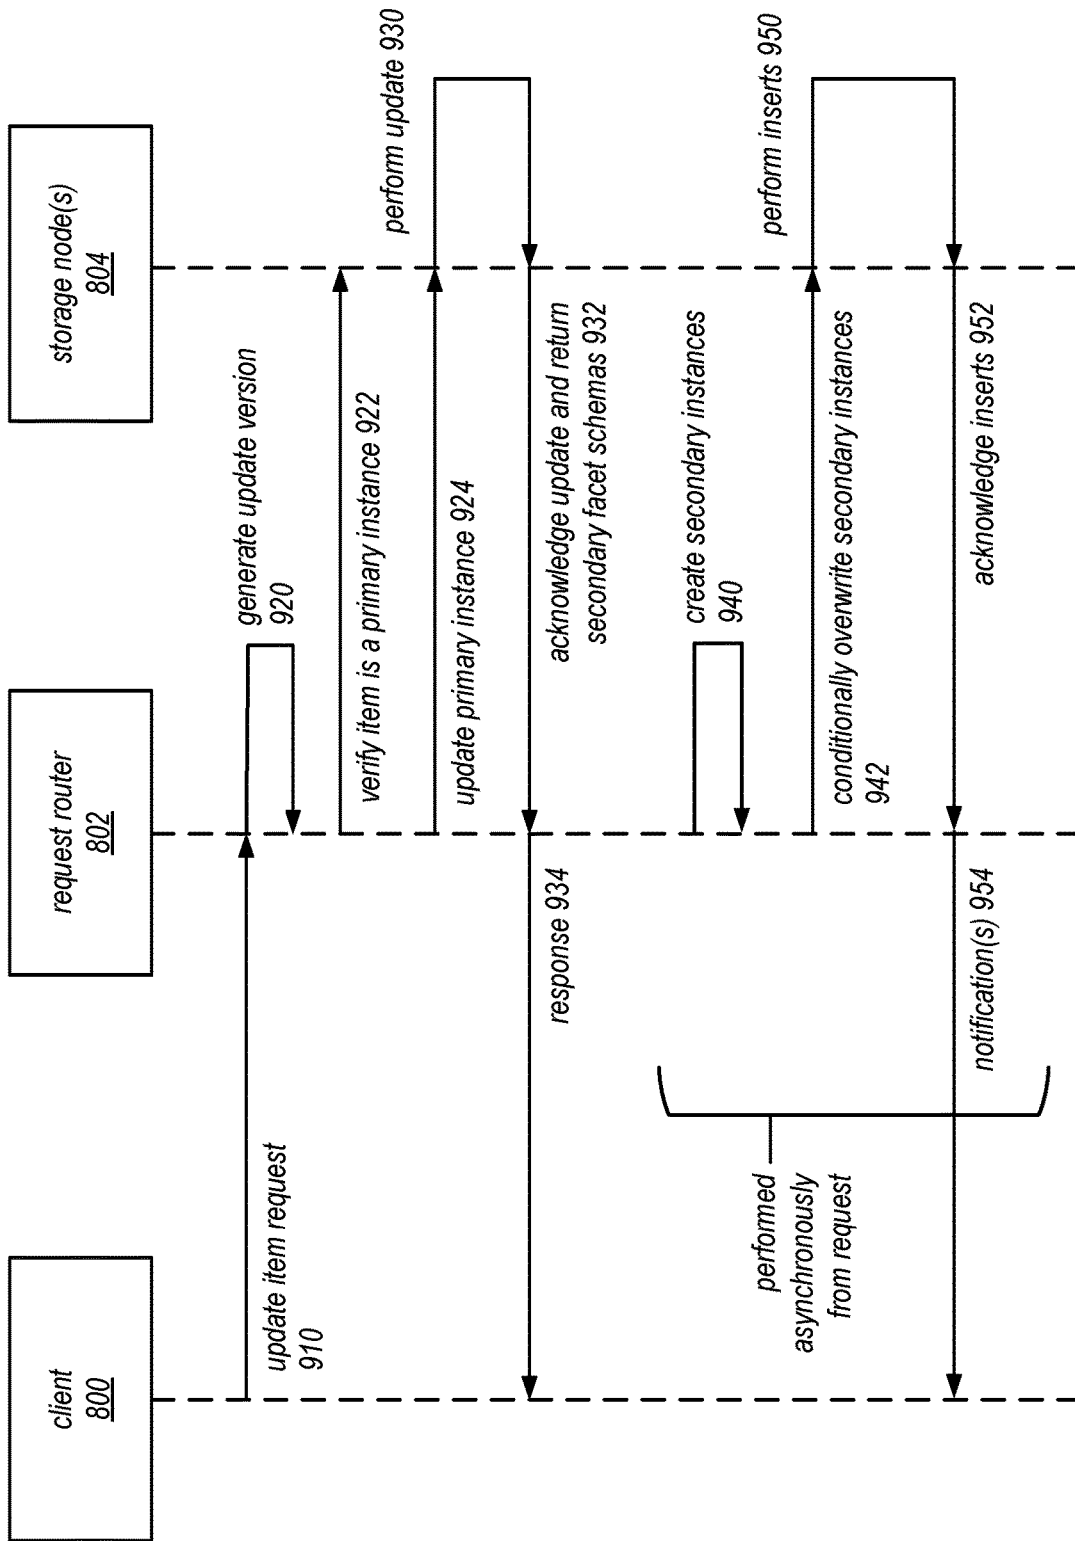 client
800
request router
802
storage node(s)
804
update item request
910
generate update version
920
verify item is a primary instance 922
update primary instance 924
perform update 930
acknowledge update and return
secondary facet schemas 932
response 934
performed
asynchronously
from request
create secondary instances
940
conditionally overwrite secondary instances
942
perform inserts 950
acknowledge inserts 952
notification(s) 954